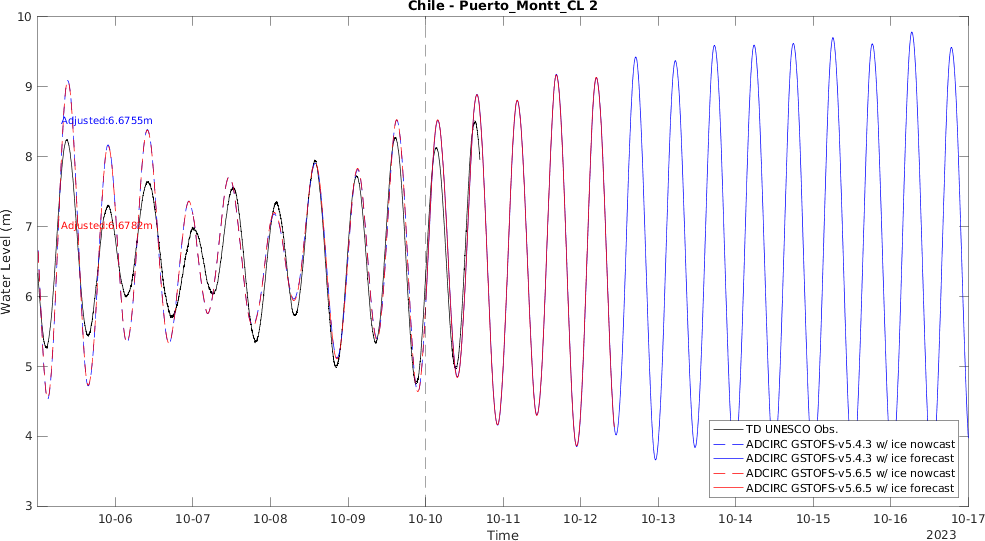 Chile - Puerto_Montt_CL 2
10
9
8
7
6
5
4
3
Water Level (m)
Adjusted:6.6755m
Adjusted:6.6782m
TD UNESCO Obs.
ADCIRC GSTOFS-v5.4.3 w/ ice nowcast
ADCIRC GSTOFS-v5.4.3 w/ ice forecast
ADCIRC GSTOFS-v5.6.5 w/ ice nowcast
ADCIRC GSTOFS-v5.6.5 w/ ice forecast
10-06 10-07 10-08 10-09 10-10 10-11 10-12 10-13 10-14 10-15 10-16 10-17
Time
2023